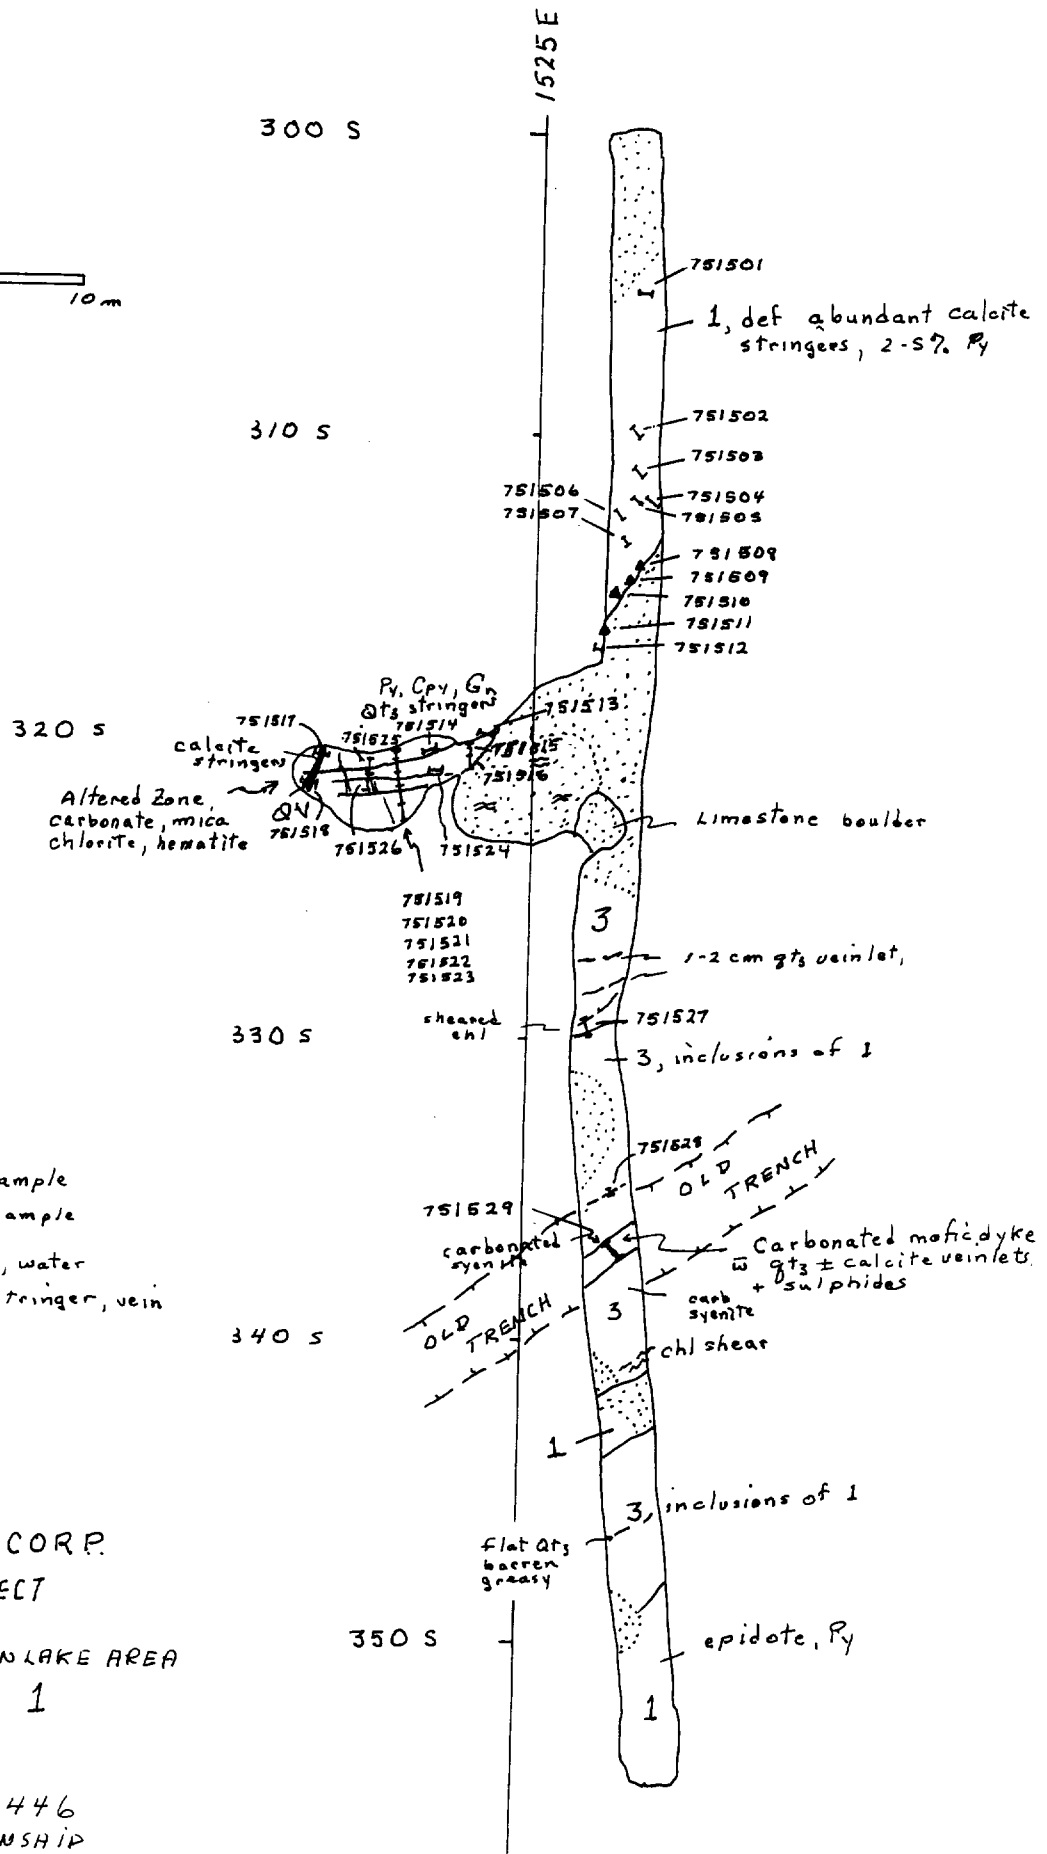 1525 E
300 S
10 m
751501
1, def abundant calcite
stringers, 2-5% Py
310 S
751502
751503
751506
751504
751507
751505
751508
751509
751510
751511
751512
Py, Cpy, Gn
Qtz stringers
320 S
751517
751514
751513
calcite
stringers
751525
751515
751516
Altered Zone,
carbonate, mica
chlorite, hematite
QV
751518
751526
751524
Limestone boulder
751519
751520
751521
751522
751523
3
1-2 cm qtz veinlet,
sheared
chl
751527
330 S
3, inclusions of 1
751528
OLD TRENCH
751529
carbonated
syenite
Carbonated mafic dyke
w̄ qtz ± calcite veinlets
+ sulphides
carb
syenite
3
OLD TRENCH
340 S
chl shear
1
3, inclusions of 1
flat Qtz
barren
greasy
350 S
epidote, Py
1
ample
ample
, water
tringer, vein
CORP.
ECT
N LAKE AREA
1
446
NSHIP